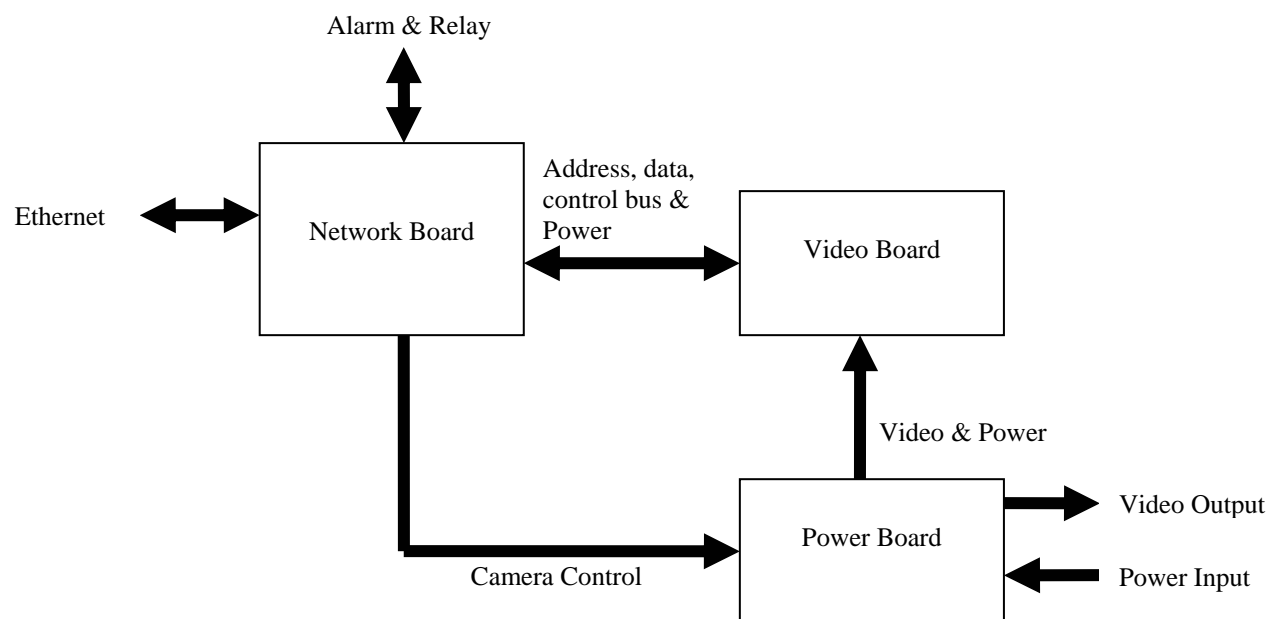 Alarm & Relay
Address, data,
control bus &
Power
Ethernet
Network Board
Video Board
Video & Power
Video Output
Power Board
Camera Control
Power Input